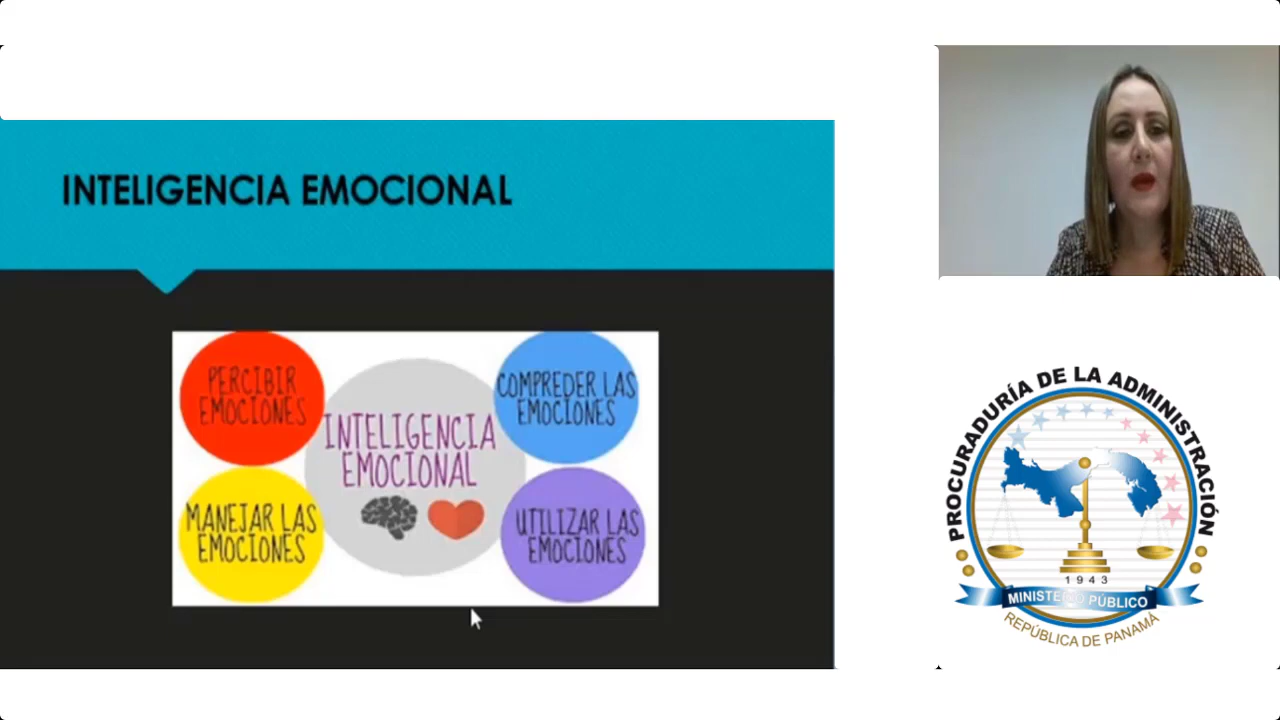 INTELIGENCIA EMOCIONAL
PERCIBIR
EMOCIONES
COMPREDER LAS
EMOCIONES
INTELIGENCIA
EMOCIONAL
MANEJAR LAS
EMOCIONES
UTILIZAR LAS
EMOCIONES
PROCURADURÍA DE LA ADMINISTRACIÓN
1943
MINISTERIO PÚBLICO
REPÚBLICA DE PANAMÁ